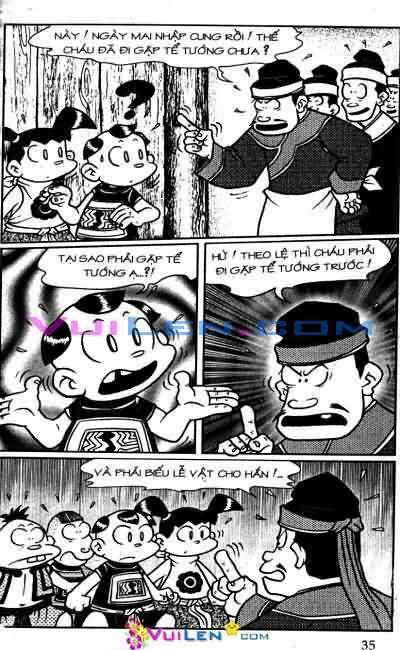 NÀY ! NGÀY MAI NHẬP CUNG RỒI ! THẾ
CHÁU ĐÃ ĐI GẶP TỂ TƯỚNG CHƯA ?
?
TẠI SAO PHẢI GẶP TỂ
TƯỚNG Ạ...?!
HỪ ! THEO LỆ THÌ CHÁU PHẢI
ĐI GẶP TỂ TƯỚNG TRƯỚC !
VUILEN.COM
VÀ PHẢI BIẾU LỄ VẬT CHO HẮN !..
VUILEN.COM
35